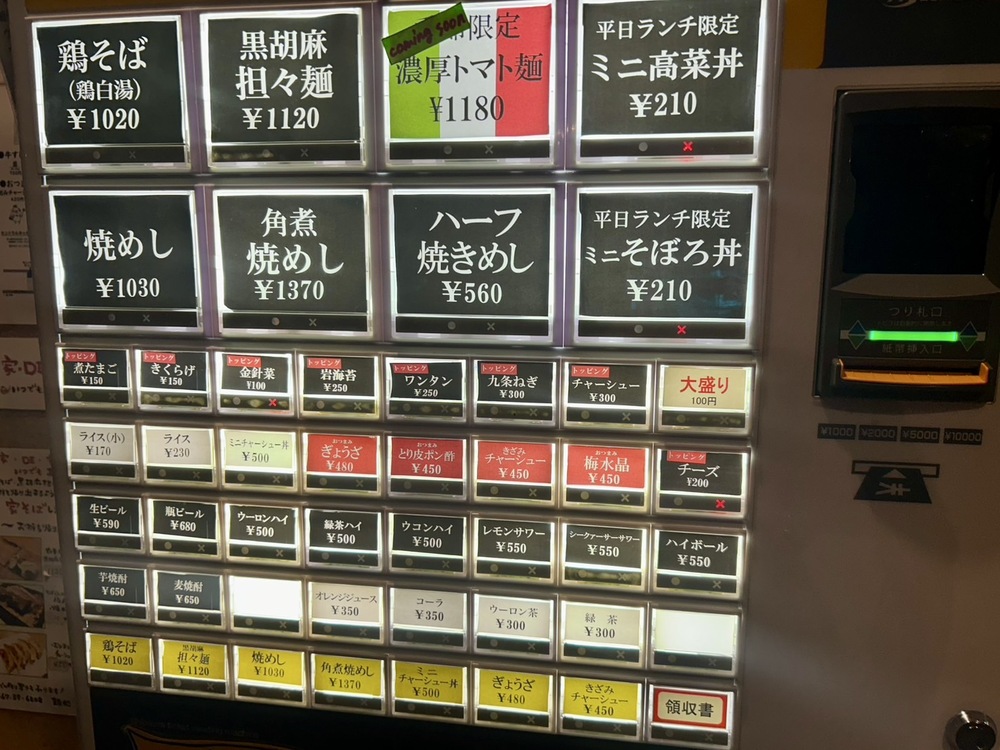 鶏そば
(鶏白湯)
￥1020
黒胡麻
担々麺
￥1120
coming soon
限定
濃厚トマト麺
¥1180
平日ランチ限定
ミニ高菜丼
￥210
焼めし
￥1030
角煮
焼めし
￥1370
ハーフ
焼きめし
￥560
平日ランチ限定
ミニそぼろ丼
￥210
トッピング
煮たまご
￥150
トッピング
きくらげ
￥150
トッピング
金針菜
¥100
トッピング
岩海苔
￥250
トッピング
ワンタン
￥250
トッピング
九条ねぎ
￥300
トッピング
チャーシュー
￥300
大盛り
100円
ライス(小)
￥170
ライス
￥230
ミニチャーシュー丼
￥500
おつまみ
ぎょうざ
￥480
おつまみ
とり皮ポン酢
￥450
おつまみ
きざみ
チャーシュー
￥450
おつまみ
梅水晶
￥450
トッピング
チーズ
¥200
生ビール
￥590
瓶ビール
￥680
ウーロンハイ
￥500
緑茶ハイ
￥500
ウコンハイ
￥500
レモンサワー
￥550
シークァーサーサワー
￥550
ハイボール
￥550
芋焼酎
￥650
麦焼酎
￥650
オレンジジュース
￥350
コーラ
￥350
ウーロン茶
￥300
緑 茶
￥300
鶏そば
￥1020
黒胡麻
担々麺
￥1120
焼めし
￥1030
角煮焼めし
￥1370
ミニ
チャーシュー丼
￥500
ぎょうざ
￥480
きざみ
チャーシュー
￥450
領収書
つり札口
紙幣挿入口
¥1000 ¥2000 ¥5000 ¥10000